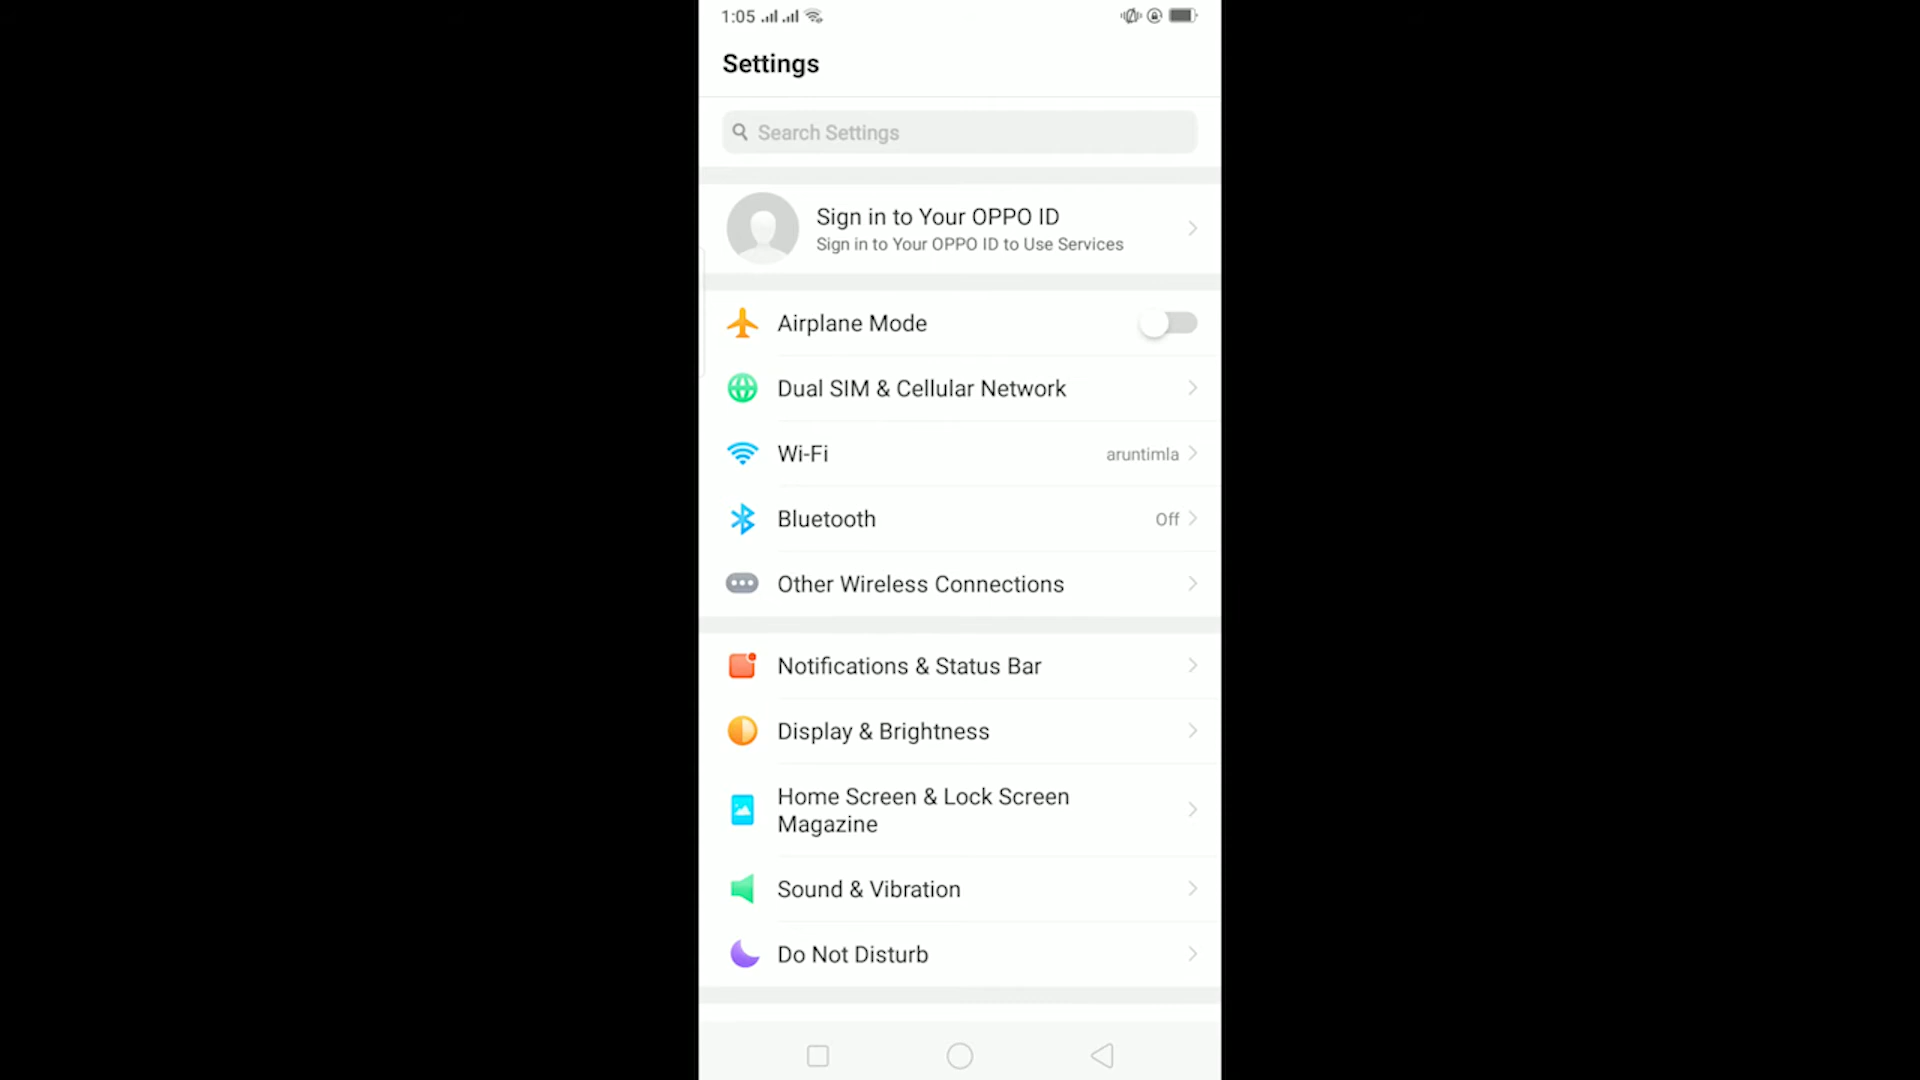 1:05
Settings
Search Settings
Sign in to Your OPPO ID
Sign in to Your OPPO ID to Use Services
Airplane Mode
Dual SIM & Cellular Network
Wi-Fi aruntimla
Bluetooth Off
Other Wireless Connections
Notifications & Status Bar
Display & Brightness
Home Screen & Lock Screen
Magazine
Sound & Vibration
Do Not Disturb